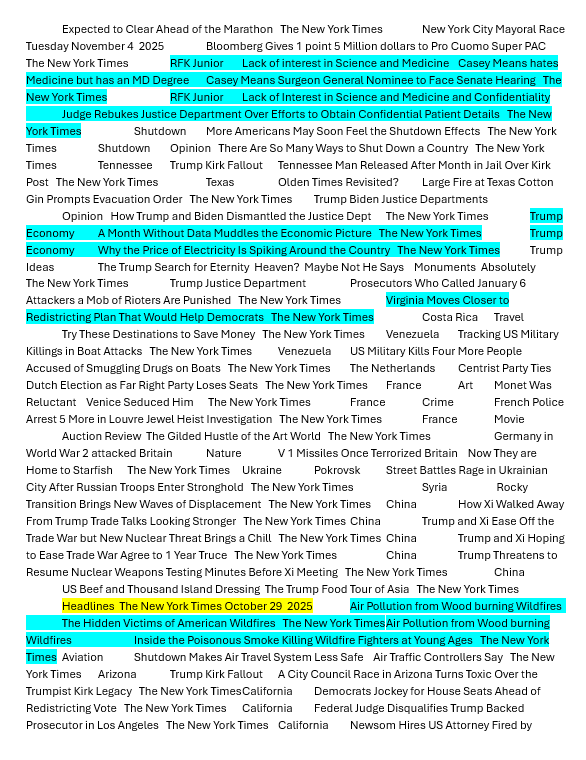 Expected to Clear Ahead of the Marathon The New York Times New York City Mayoral Race
Tuesday November 4 2025 Bloomberg Gives 1 point 5 Million dollars to Pro Cuomo Super PAC
The New York Times RFK Junior Lack of interest in Science and Medicine Casey Means hates
Medicine but has an MD Degree Casey Means Surgeon General Nominee to Face Senate Hearing The
New York Times RFK Junior Lack of Interest in Science and Medicine and Confidentiality
Judge Rebukes Justice Department Over Efforts to Obtain Confidential Patient Details The New
York Times Shutdown More Americans May Soon Feel the Shutdown Effects The New York
Times Shutdown Opinion There Are So Many Ways to Shut Down a Country The New York
Times Tennessee Trump Kirk Fallout Tennessee Man Released After Month in Jail Over Kirk
Post The New York Times Texas Olden Times Revisited? Large Fire at Texas Cotton
Gin Prompts Evacuation Order The New York Times Trump Biden Justice Departments
Opinion How Trump and Biden Dismantled the Justice Dept The New York Times Trump
Economy A Month Without Data Muddles the Economic Picture The New York Times Trump
Economy Why the Price of Electricity Is Spiking Around the Country The New York Times Trump
Ideas The Trump Search for Eternity Heaven? Maybe Not He Says Monuments Absolutely
The New York Times Trump Justice Department Prosecutors Who Called January 6
Attackers a Mob of Rioters Are Punished The New York Times Virginia Moves Closer to
Redistricting Plan That Would Help Democrats The New York Times Costa Rica Travel
Try These Destinations to Save Money The New York Times Venezuela Tracking US Military
Killings in Boat Attacks The New York Times Venezuela US Military Kills Four More People
Accused of Smuggling Drugs on Boats The New York Times The Netherlands Centrist Party Ties
Dutch Election as Far Right Party Loses Seats The New York Times France Art Monet Was
Reluctant Venice Seduced Him The New York Times France Crime French Police
Arrest 5 More in Louvre Jewel Heist Investigation The New York Times France Movie
Auction Review The Gilded Hustle of the Art World The New York Times Germany in
World War 2 attacked Britain Nature V 1 Missiles Once Terrorized Britain Now They are
Home to Starfish The New York Times Ukraine Pokrovsk Street Battles Rage in Ukrainian
City After Russian Troops Enter Stronghold The New York Times Syria Rocky
Transition Brings New Waves of Displacement The New York Times China How Xi Walked Away
From Trump Trade Talks Looking Stronger The New York Times China Trump and Xi Ease Off the
Trade War but New Nuclear Threat Brings a Chill The New York Times China Trump and Xi Hoping
to Ease Trade War Agree to 1 Year Truce The New York Times China Trump Threatens to
Resume Nuclear Weapons Testing Minutes Before Xi Meeting The New York Times China
US Beef and Thousand Island Dressing The Trump Food Tour of Asia The New York Times
Headlines The New York Times October 29 2025 Air Pollution from Wood burning Wildfires
The Hidden Victims of American Wildfires The New York TimesAir Pollution from Wood burning
Wildfires Inside the Poisonous Smoke Killing Wildfire Fighters at Young Ages The New York
Times Aviation Shutdown Makes Air Travel System Less Safe Air Traffic Controllers Say The New
York Times Arizona Trump Kirk Fallout A City Council Race in Arizona Turns Toxic Over the
Trumpist Kirk Legacy The New York TimesCalifornia Democrats Jockey for House Seats Ahead of
Redistricting Vote The New York Times California Federal Judge Disqualifies Trump Backed
Prosecutor in Los Angeles The New York Times California Newsom Hires US Attorney Fired by